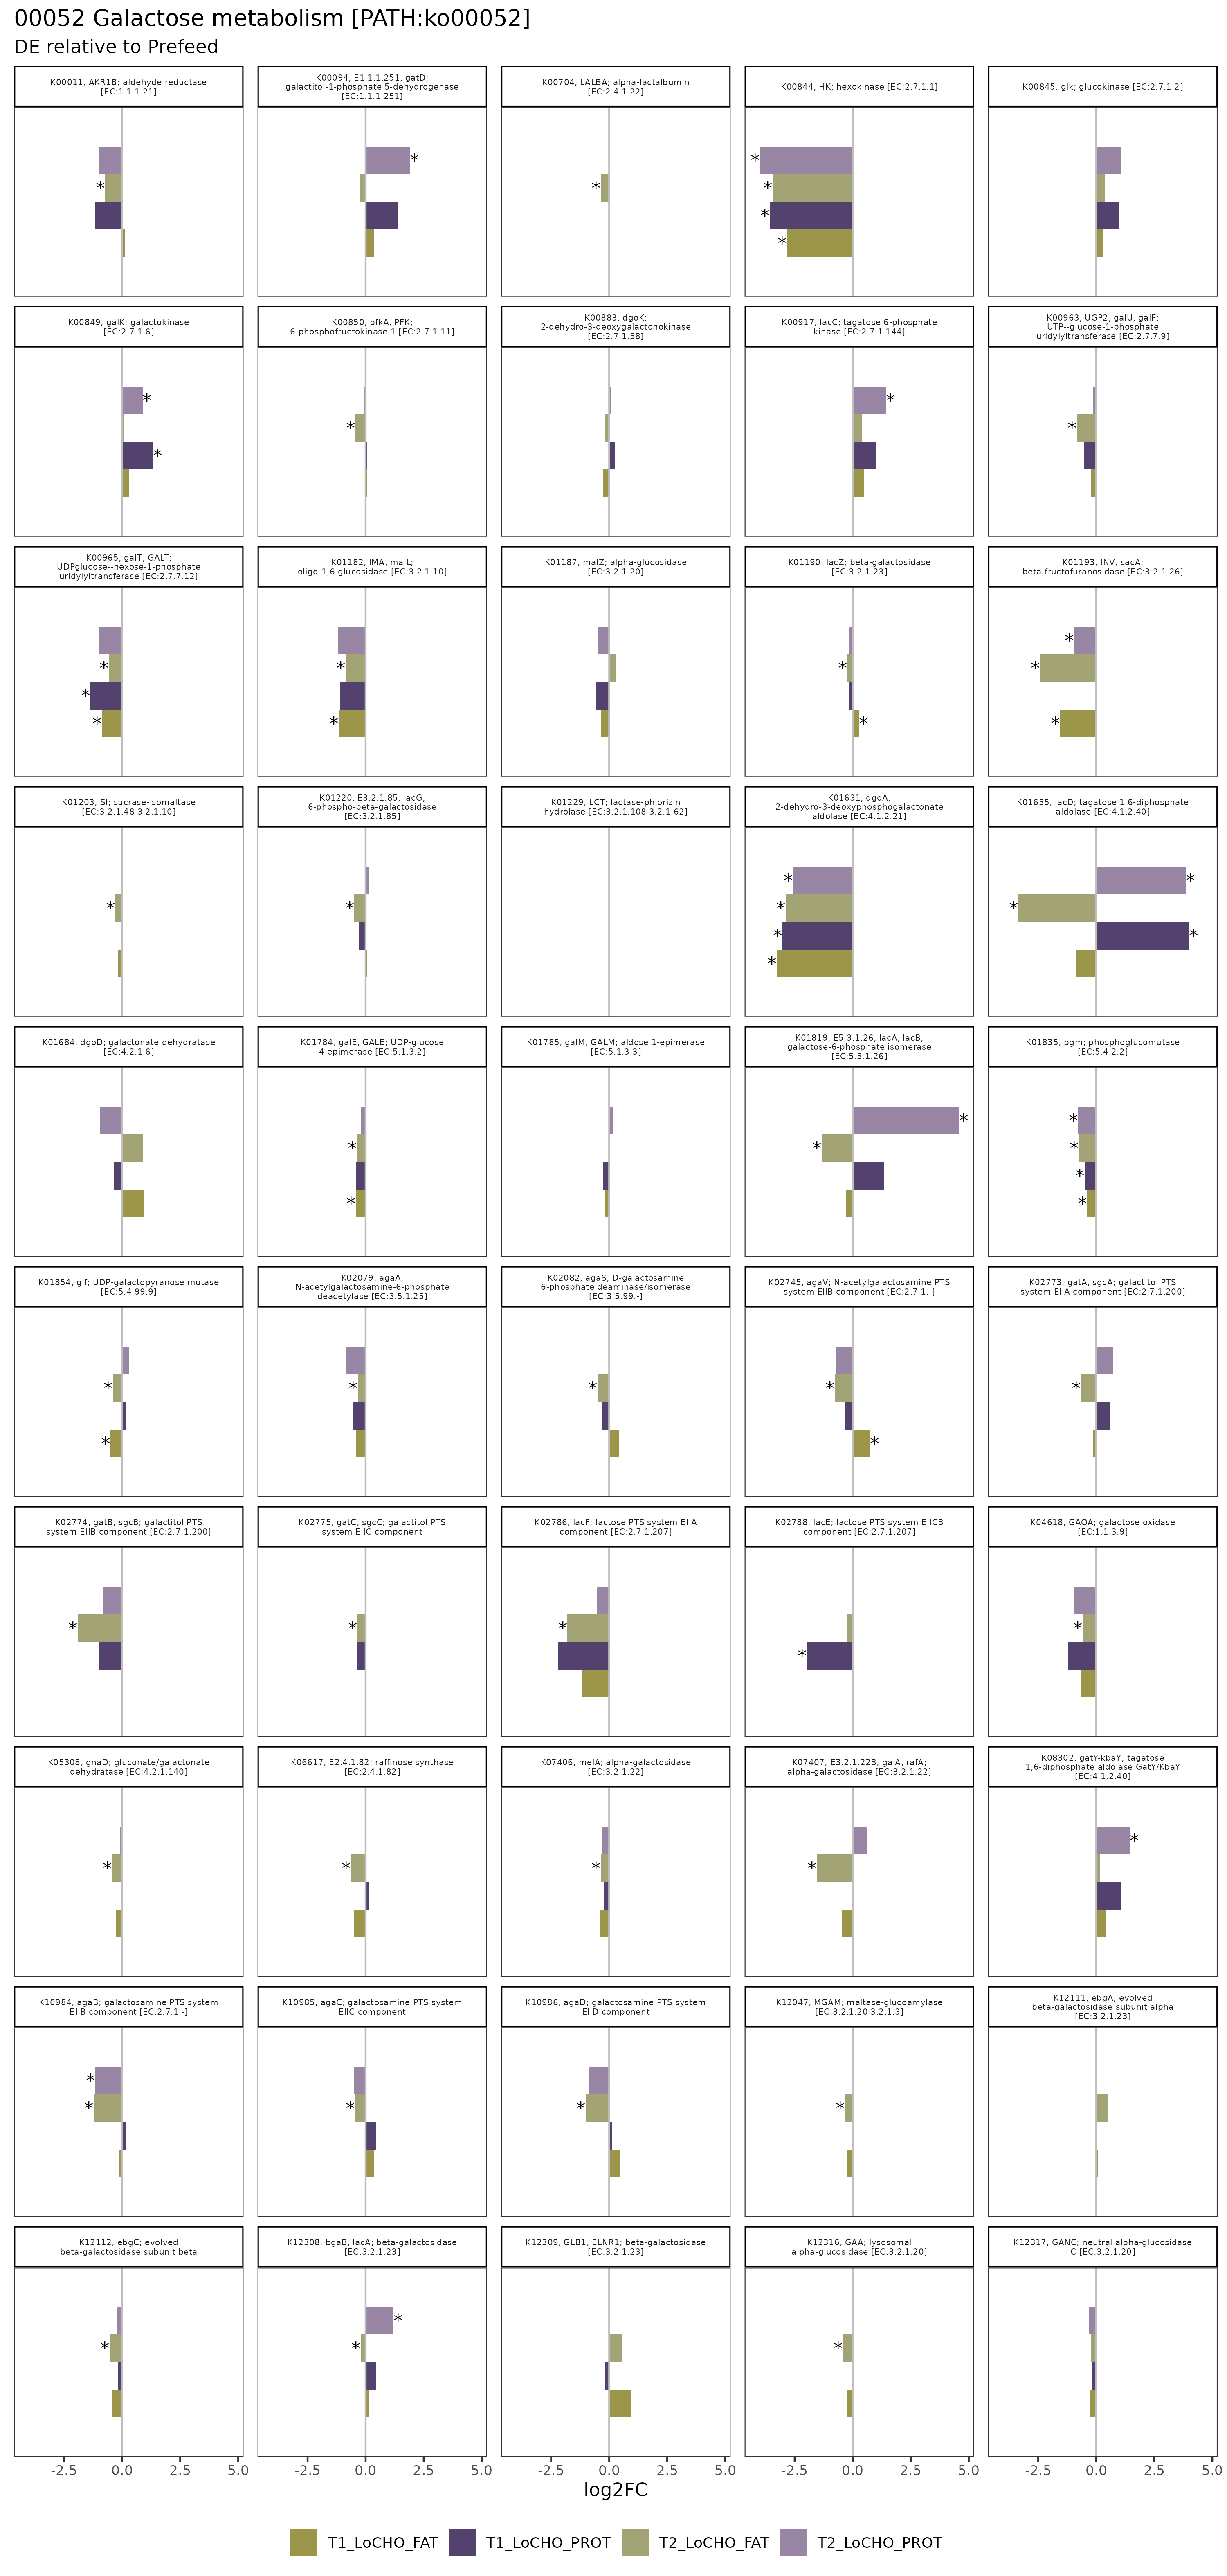 00052 Galactose metabolism [PATH:ko00052]
DE relative to Prefeed
K00011, AKR1B; aldehyde reductase
[EC:1.1.1.21]
K00094, E1.1.1.251, gatD;
galactitol-1-phosphate 5-dehydrogenase
[EC:1.1.1.251]
K00704, LALBA; alpha-lactalbumin
[EC:2.4.1.22]
K00844, HK; hexokinase [EC:2.7.1.1]
K00845, glk; glucokinase [EC:2.7.1.2]
*
*
*
*
*
*
*
K00849, galK; galactokinase
[EC:2.7.1.6]
K00850, pfkA, PFK;
6-phosphofructokinase 1 [EC:2.7.1.11]
K00883, dgoK;
2-dehydro-3-deoxygalactonokinase
[EC:2.7.1.58]
K00917, lacC; tagatose 6-phosphate
kinase [EC:2.7.1.144]
K00963, UGP2, galU, galF;
UTP--glucose-1-phosphate
uridylyltransferase [EC:2.7.7.9]
*
*
*
*
*
K00965, galT, GALT;
UDPglucose--hexose-1-phosphate
uridylyltransferase [EC:2.7.7.12]
K01182, IMA, malL;
oligo-1,6-glucosidase [EC:3.2.1.10]
K01187, malZ; alpha-glucosidase
[EC:3.2.1.20]
K01190, lacZ; beta-galactosidase
[EC:3.2.1.23]
K01193, INV, sacA;
beta-fructofuranosidase [EC:3.2.1.26]
*
*
*
*
*
*
*
*
*
*
K01203, SI; sucrase-isomaltase
[EC:3.2.1.48 3.2.1.10]
K01220, E3.2.1.85, lacG;
6-phospho-beta-galactosidase
[EC:3.2.1.85]
K01229, LCT; lactase-phlorizin
hydrolase [EC:3.2.1.108 3.2.1.62]
K01631, dgoA;
2-dehydro-3-deoxyphosphogalactonate
aldolase [EC:4.1.2.21]
K01635, lacD; tagatose 1,6-diphosphate
aldolase [EC:4.1.2.40]
*
*
*
*
*
*
*
*
*
K01684, dgoD; galactonate dehydratase
[EC:4.2.1.6]
K01784, galE, GALE; UDP-glucose
4-epimerase [EC:5.1.3.2]
K01785, galM, GALM; aldose 1-epimerase
[EC:5.1.3.3]
K01819, E5.3.1.26, lacA, lacB;
galactose-6-phosphate isomerase
[EC:5.3.1.26]
K01835, pgm; phosphoglucomutase
[EC:5.4.2.2]
*
*
*
*
*
*
*
*
K01854, glf; UDP-galactopyranose mutase
[EC:5.4.99.9]
K02079, agaA;
N-acetylgalactosamine-6-phosphate
deacetylase [EC:3.5.1.25]
K02082, agaS; D-galactosamine
6-phosphate deaminase/isomerase
[EC:3.5.99.-]
K02745, agaV; N-acetylgalactosamine PTS
system EIIB component [EC:2.7.1.-]
K02773, gatA, sgcA; galactitol PTS
system EIIA component [EC:2.7.1.200]
*
*
*
*
*
*
*
K02774, gatB, sgcB; galactitol PTS
system EIIB component [EC:2.7.1.200]
K02775, gatC, sgcC; galactitol PTS
system EIIC component
K02786, lacF; lactose PTS system EIIA
component [EC:2.7.1.207]
K02788, lacE; lactose PTS system EIICB
component [EC:2.7.1.207]
K04618, GAOA; galactose oxidase
[EC:1.1.3.9]
*
*
*
*
*
K05308, gnaD; gluconate/galactonate
dehydratase [EC:4.2.1.140]
K06617, E2.4.1.82; raffinose synthase
[EC:2.4.1.82]
K07406, melA; alpha-galactosidase
[EC:3.2.1.22]
K07407, E3.2.1.22B, galA, rafA;
alpha-galactosidase [EC:3.2.1.22]
K08302, gatY-kbaY; tagatose
1,6-diphosphate aldolase GatY/KbaY
[EC:4.1.2.40]
*
*
*
*
*
K10984, agaB; galactosamine PTS system
EIIB component [EC:2.7.1.-]
K10985, agaC; galactosamine PTS system
EIIC component
K10986, agaD; galactosamine PTS system
EIID component
K12047, MGAM; maltase-glucoamylase
[EC:3.2.1.20 3.2.1.3]
K12111, ebgA; evolved
beta-galactosidase subunit alpha
[EC:3.2.1.23]
*
*
*
*
*
K12112, ebgC; evolved
beta-galactosidase subunit beta
K12308, bgaB, lacA; beta-galactosidase
[EC:3.2.1.23]
K12309, GLB1, ELNR1; beta-galactosidase
[EC:3.2.1.23]
K12316, GAA; lysosomal
alpha-glucosidase [EC:3.2.1.20]
K12317, GANC; neutral alpha-glucosidase
C [EC:3.2.1.20]
*
*
*
*
-2.5 0.0 2.5 5.0 -2.5 0.0 2.5 5.0 -2.5 0.0 2.5 5.0 -2.5 0.0 2.5 5.0 -2.5 0.0 2.5 5.0
log2FC
T1_LoCHO_FAT T1_LoCHO_PROT T2_LoCHO_FAT T2_LoCHO_PROT